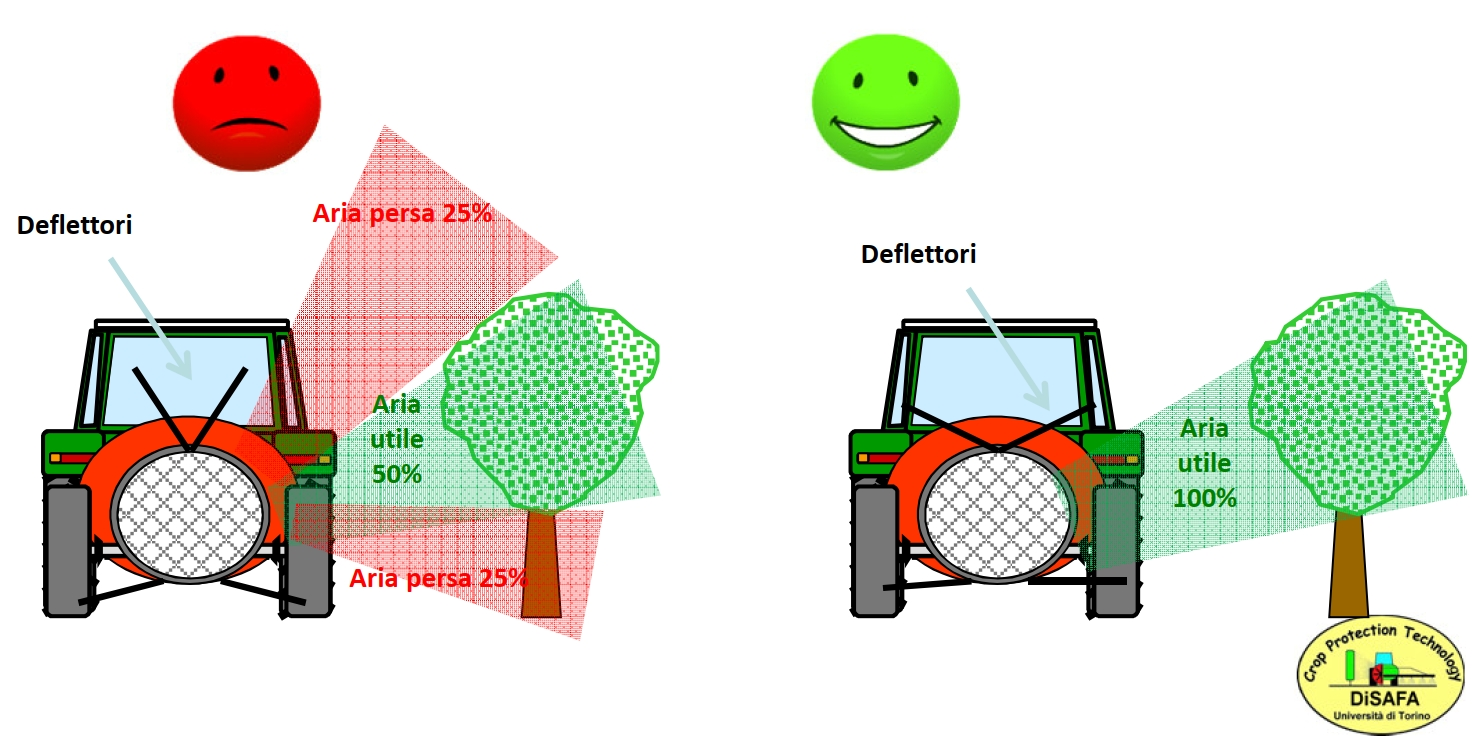 Deflettori
Aria persa 25%
Aria
utile
50%
Aria persa 25%
Deflettori
Aria
utile
100%
Crop Protection Technology
DiSAFA
Università di Torino